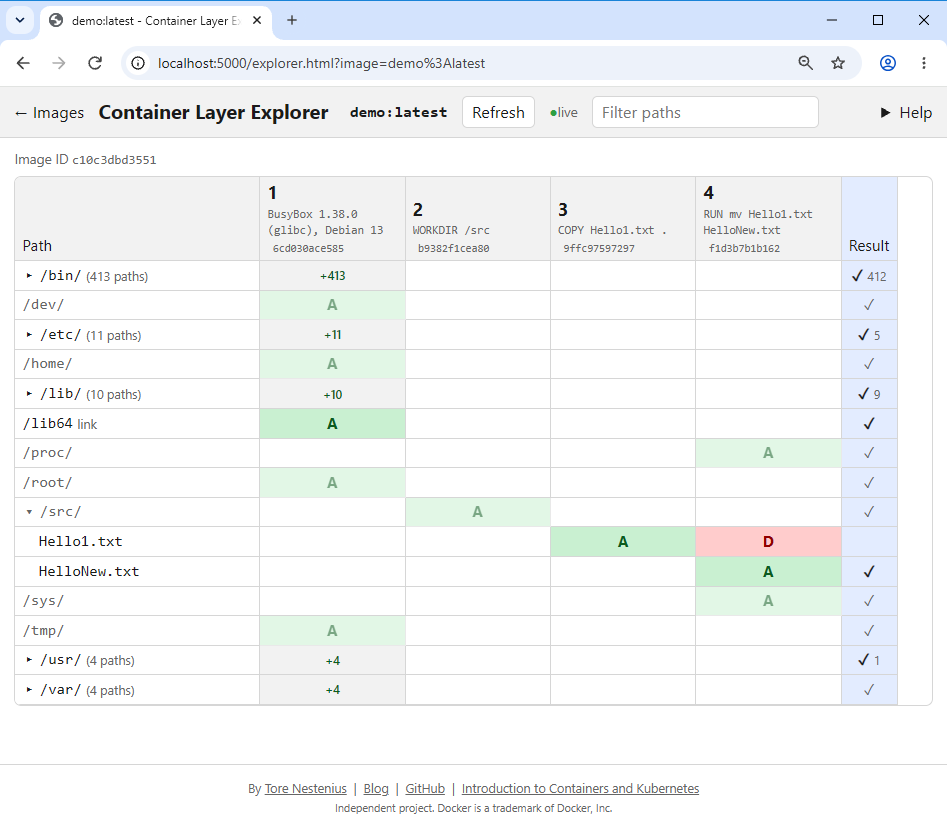 demo:latest - Container Layer E
localhost:5000/explorer.html?image=demo%3Alatest
← Images Container Layer Explorer demo:latest Refresh ●live Filter paths ► Help
Image ID c10c3dbd3551
Path
1
BusyBox 1.38.0
(glibc), Debian 13
6cd030ace585
2
WORKDIR /src
b9382f1cea80
3
COPY Hello1.txt .
9ffc97597297
4
RUN mv Hello1.txt
HelloNew.txt
f1d3b7b1b162
Result
▸ /bin/ (413 paths) +413 ✓ 412
/dev/ A ✓
▸ /etc/ (11 paths) +11 ✓ 5
/home/ A ✓
▸ /lib/ (10 paths) +10 ✓ 9
/lib64 link A ✓
/proc/ A ✓
/root/ A ✓
▾ /src/ A ✓
Hello1.txt A D
HelloNew.txt A ✓
/sys/ A ✓
/tmp/ A ✓
▸ /usr/ (4 paths) +4 ✓ 1
▸ /var/ (4 paths) +4 ✓
By Tore Nestenius | Blog | GitHub | Introduction to Containers and Kubernetes
Independent project. Docker is a trademark of Docker, Inc.